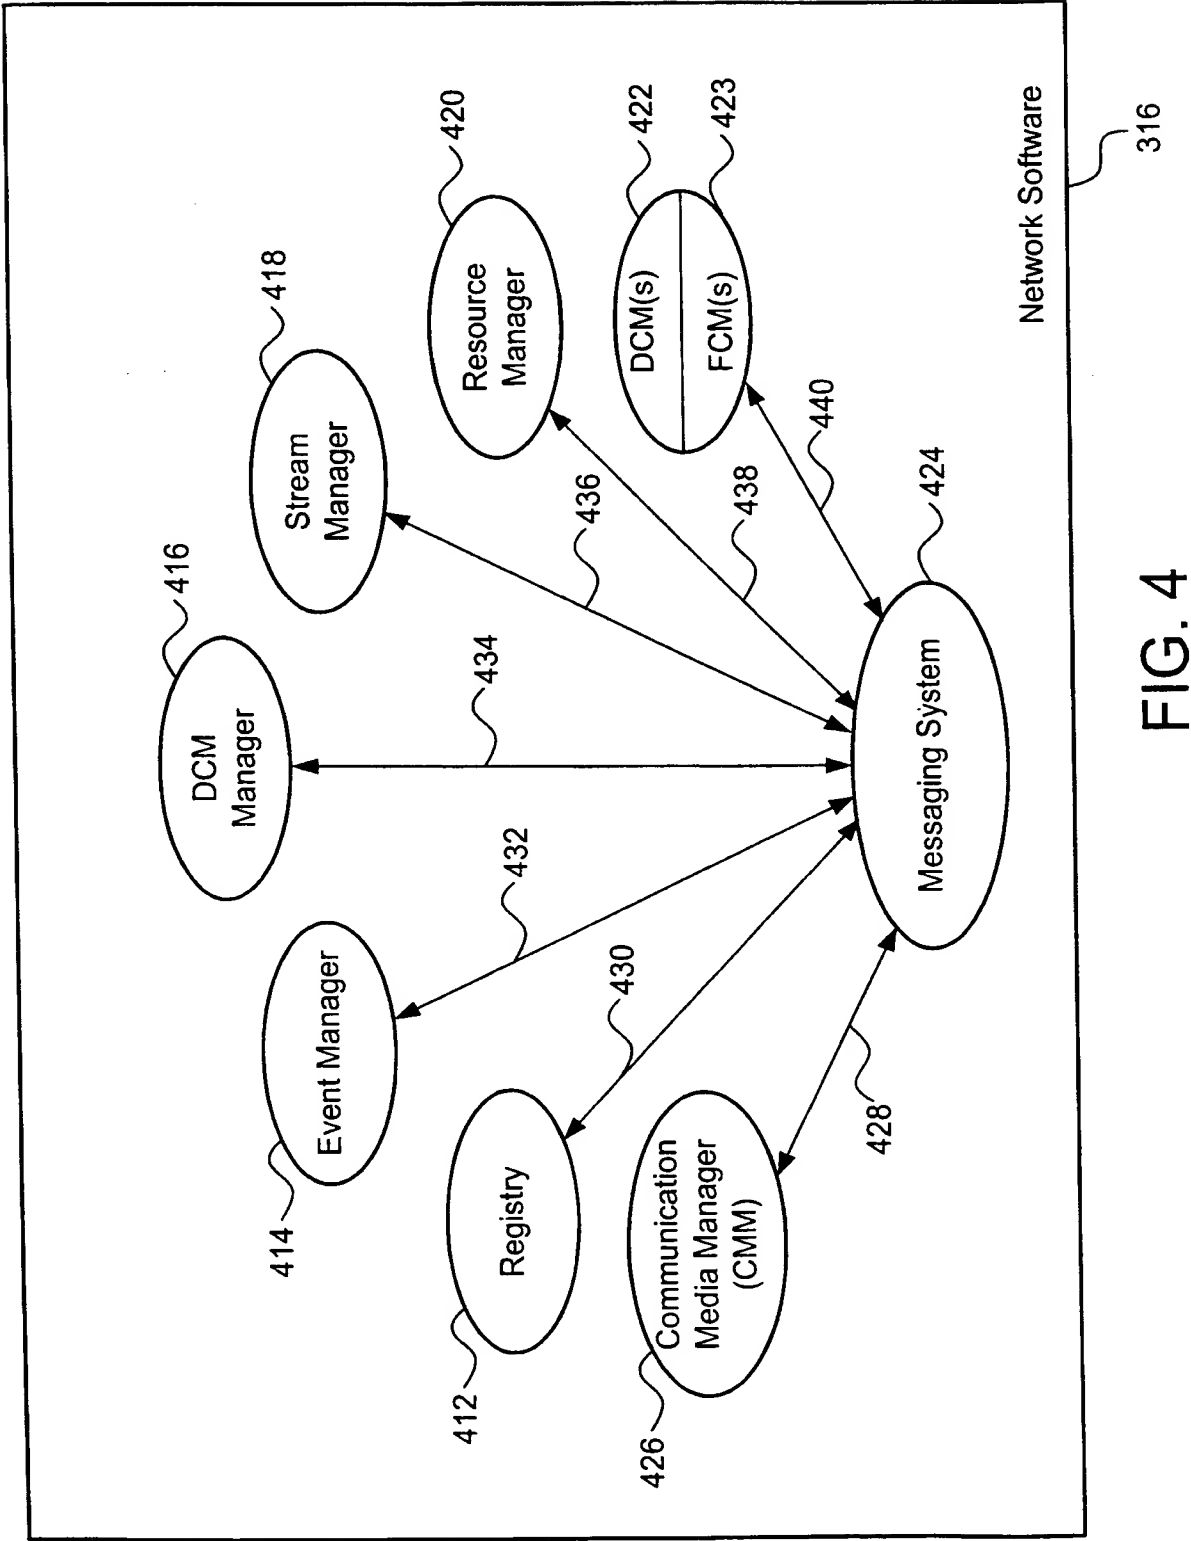 416
DCM
Manager
418
Stream
Manager
414
Event Manager
420
Resource
Manager
412
Registry
434
432
436
430
438
422
DCM(s)
FCM(s)
423
426
Communication
Media Manager
(CMM)
440
428
424
Messaging System
Network Software
316
FIG. 4